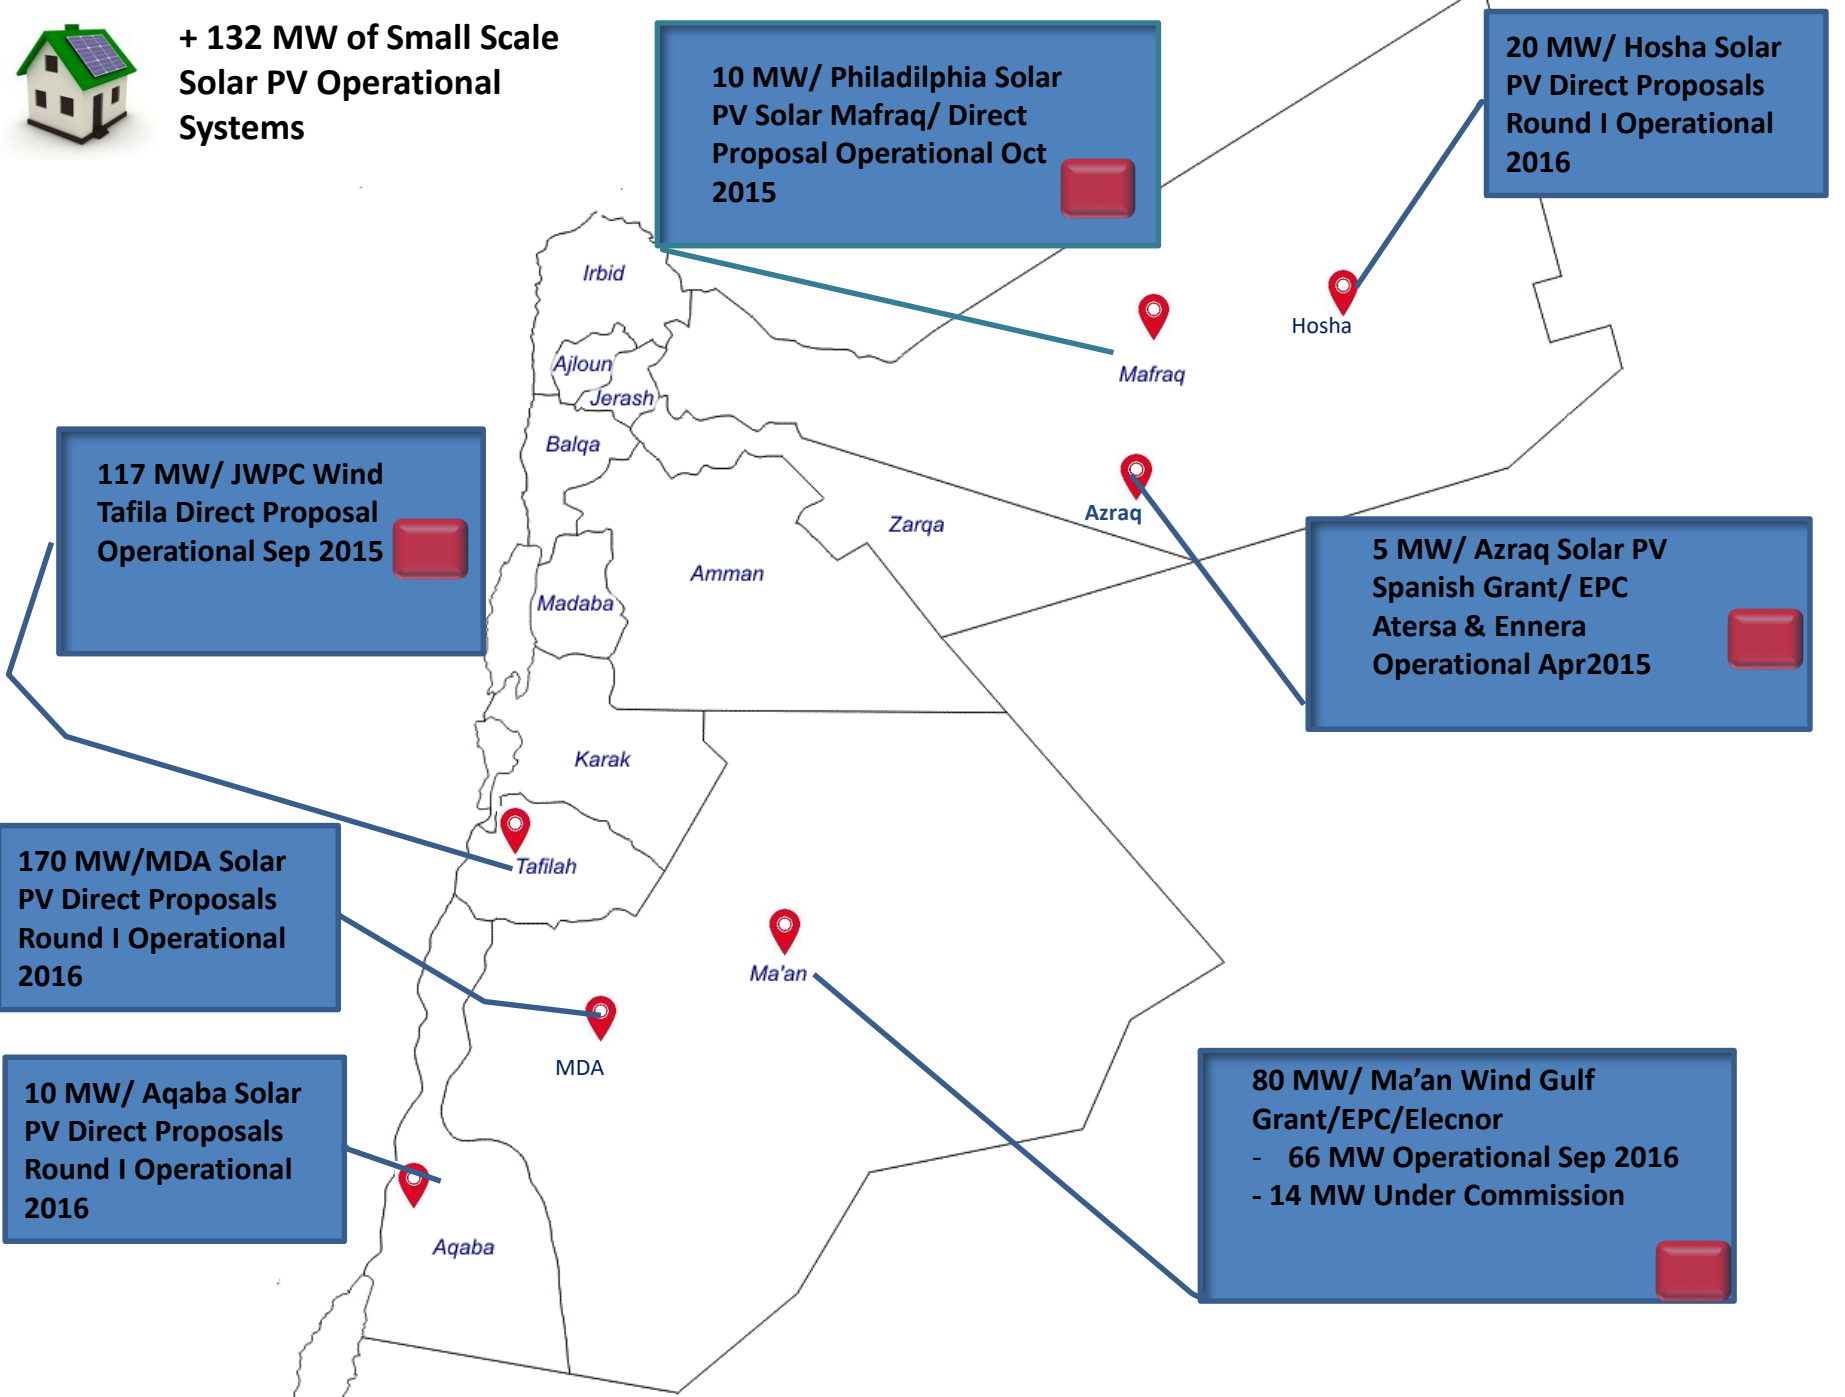 + 132 MW of Small Scale
Solar PV Operational
Systems
10 MW/ Philadilphia Solar
PV Solar Mafraq/ Direct
Proposal Operational Oct
2015
20 MW/ Hosha Solar
PV Direct Proposals
Round I Operational
2016
Irbid
Hosha
Ajloun
Mafraq
Jerash
Balqa
117 MW/ JWPC Wind
Tafila Direct Proposal
Operational Sep 2015
Azraq
Zarqa
5 MW/ Azraq Solar PV
Spanish Grant/ EPC
Atersa & Ennera
Operational Apr2015
Amman
Madaba
Karak
Tafilah
170 MW/MDA Solar
PV Direct Proposals
Round I Operational
2016
Ma'an
MDA
10 MW/ Aqaba Solar
PV Direct Proposals
Round I Operational
2016
80 MW/ Ma’an Wind Gulf
Grant/EPC/Elecnor
- 66 MW Operational Sep 2016
- 14 MW Under Commission
Aqaba